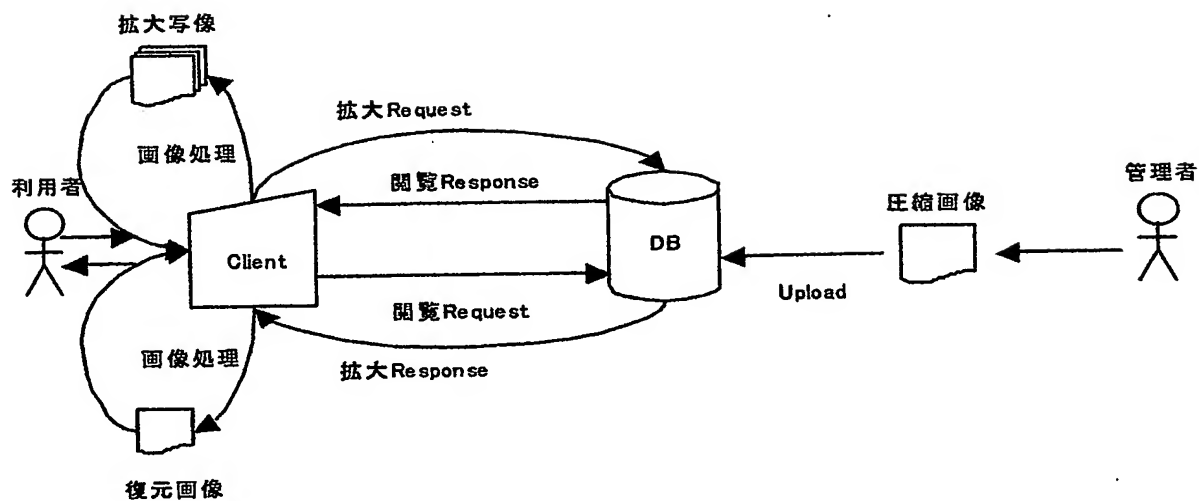 拡大写像
拡大Request
画像処理
閲覧Response
利用者
管理者
圧縮画像
Client
DB
Upload
閲覧Request
画像処理
拡大Response
復元画像